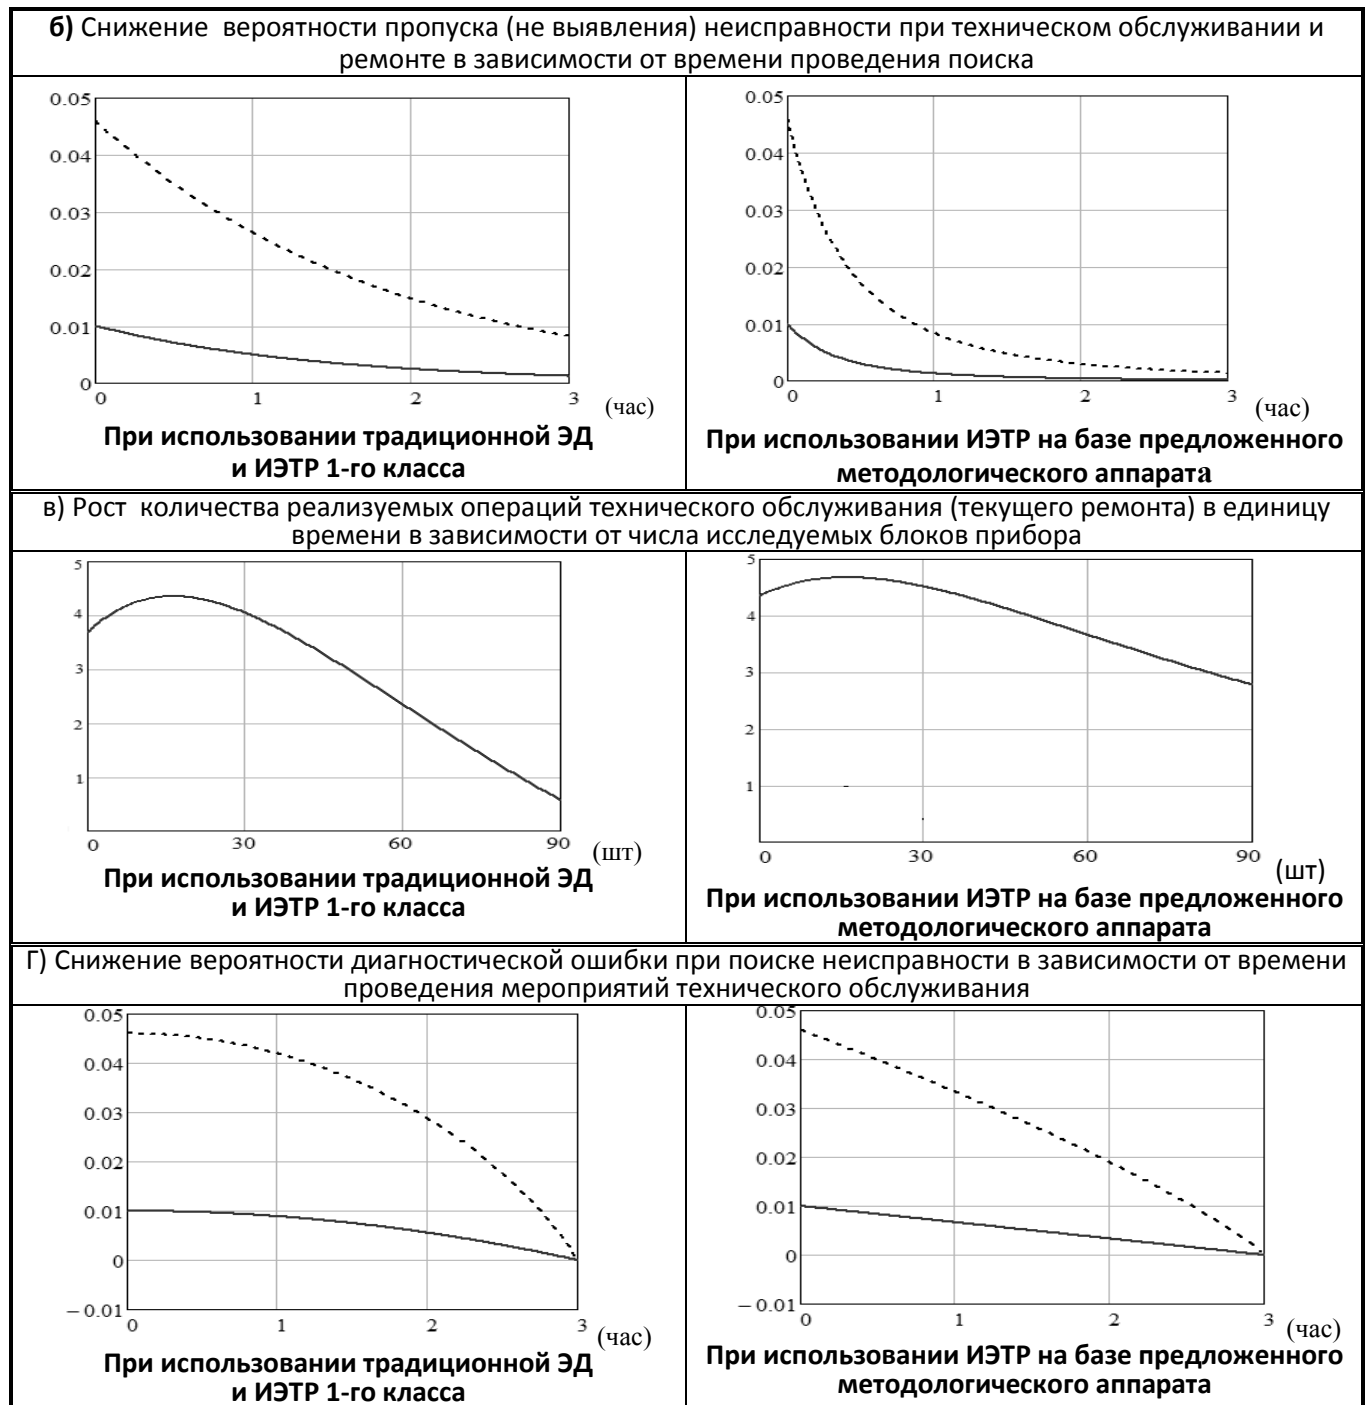 б) Снижение вероятности пропуска (не выявления) неисправности при техническом обслуживании и
ремонте в зависимости от времени проведения поиска
0.05
0.04
0.03
0.02
0.01
0
0 1 2 3 (час)
При использовании традиционной ЭД
и ИЭТР 1-го класса
0.05
0.04
0.03
0.02
0.01
0
0 1 2 3 (час)
При использовании ИЭТР на базе предложенного
методологического аппарата
в) Рост количества реализуемых операций технического обслуживания (текущего ремонта) в единицу
времени в зависимости от числа исследуемых блоков прибора
5
4
3
2
1
0 30 60 90 (шт)
При использовании традиционной ЭД
и ИЭТР 1-го класса
5
4
3
2
1
0 30 60 90 (шт)
При использовании ИЭТР на базе предложенного
методологического аппарата
Г) Снижение вероятности диагностической ошибки при поиске неисправности в зависимости от времени
проведения мероприятий технического обслуживания
0.05
0.04
0.03
0.02
0.01
0
−0.01
0 1 2 3 (час)
При использовании традиционной ЭД
и ИЭТР 1-го класса
0.05
0.04
0.03
0.02
0.01
0
−0.01
0 1 2 3 (час)
При использовании ИЭТР на базе предложенного
методологического аппарата